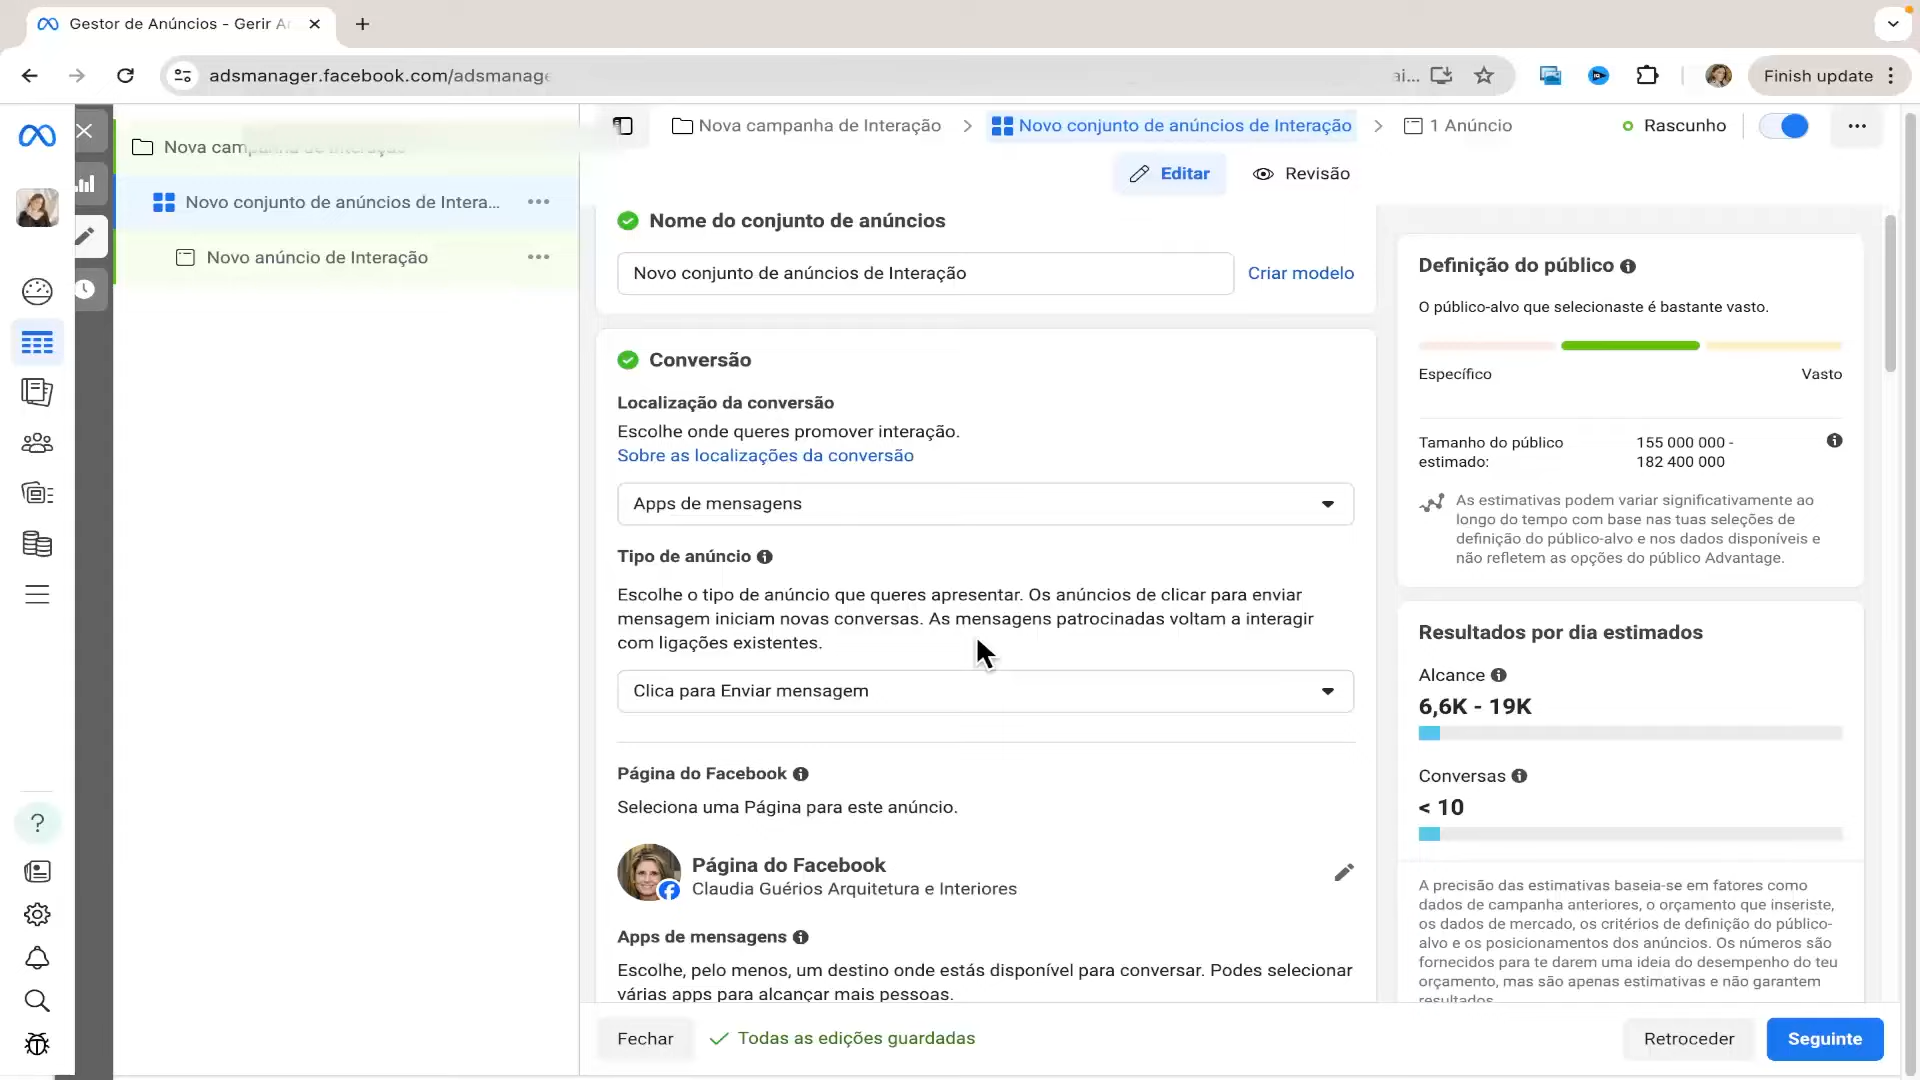 Gestor de Anúncios - Gerir A
adsmanager.facebook.com/adsmanage
ai...
Finish update
Nova campanha de Interação
Novo conjunto de anúncios de Intera...
Novo anúncio de Interação
Nova campanha de Interação
Novo conjunto de anúncios de Interação
1 Anúncio
Rascunho
Editar
Revisão
Nome do conjunto de anúncios
Novo conjunto de anúncios de Interação
Criar modelo
Conversão
Localização da conversão
Escolhe onde queres promover interação.
Sobre as localizações da conversão
Apps de mensagens
Tipo de anúncio
Escolhe o tipo de anúncio que queres apresentar. Os anúncios de clicar para enviar
mensagem iniciam novas conversas. As mensagens patrocinadas voltam a interagir
com ligações existentes.
Clica para Enviar mensagem
Página do Facebook
Seleciona uma Página para este anúncio.
Página do Facebook
Claudia Guérios Arquitetura e Interiores
Apps de mensagens
Escolhe, pelo menos, um destino onde estás disponível para conversar. Podes selecionar
várias apps para alcançar mais pessoas.
Definição do público
O público-alvo que selecionaste é bastante vasto.
Específico
Vasto
Tamanho do público
estimado:
155 000 000 -
182 400 000
As estimativas podem variar significativamente ao
longo do tempo com base nas tuas seleções de
definição do público-alvo e nos dados disponíveis e
não refletem as opções do público Advantage.
Resultados por dia estimados
Alcance
6,6K - 19K
Conversas
< 10
A precisão das estimativas baseia-se em fatores como
dados de campanha anteriores, o orçamento que inseriste,
os dados de mercado, os critérios de definição do público-
alvo e os posicionamentos dos anúncios. Os números são
fornecidos para te darem uma ideia do desempenho do teu
orçamento, mas são apenas estimativas e não garantem
resultados
Fechar
Todas as edições guardadas
Retroceder
Seguinte